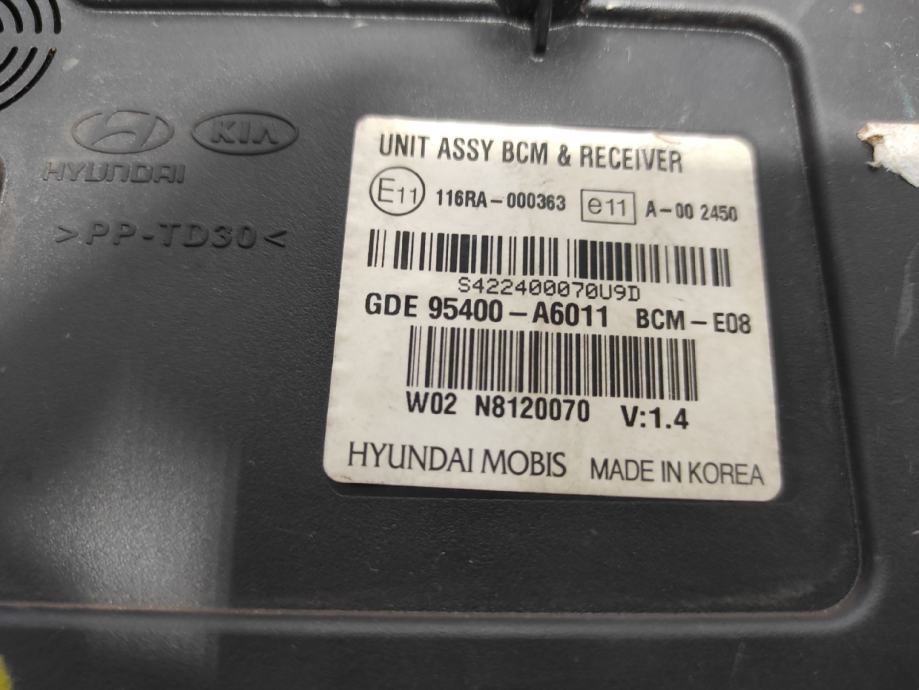 HYUNDAI
KIA
>PP-TD30<
UNIT ASSY BCM & RECEIVER
E11 116RA-000363 e11 A-00 2450
S422400070U9D
GDE 95400-A6011 BCM-E08
W02 N8120070 V:1.4
HYUNDAI MOBIS MADE IN KOREA